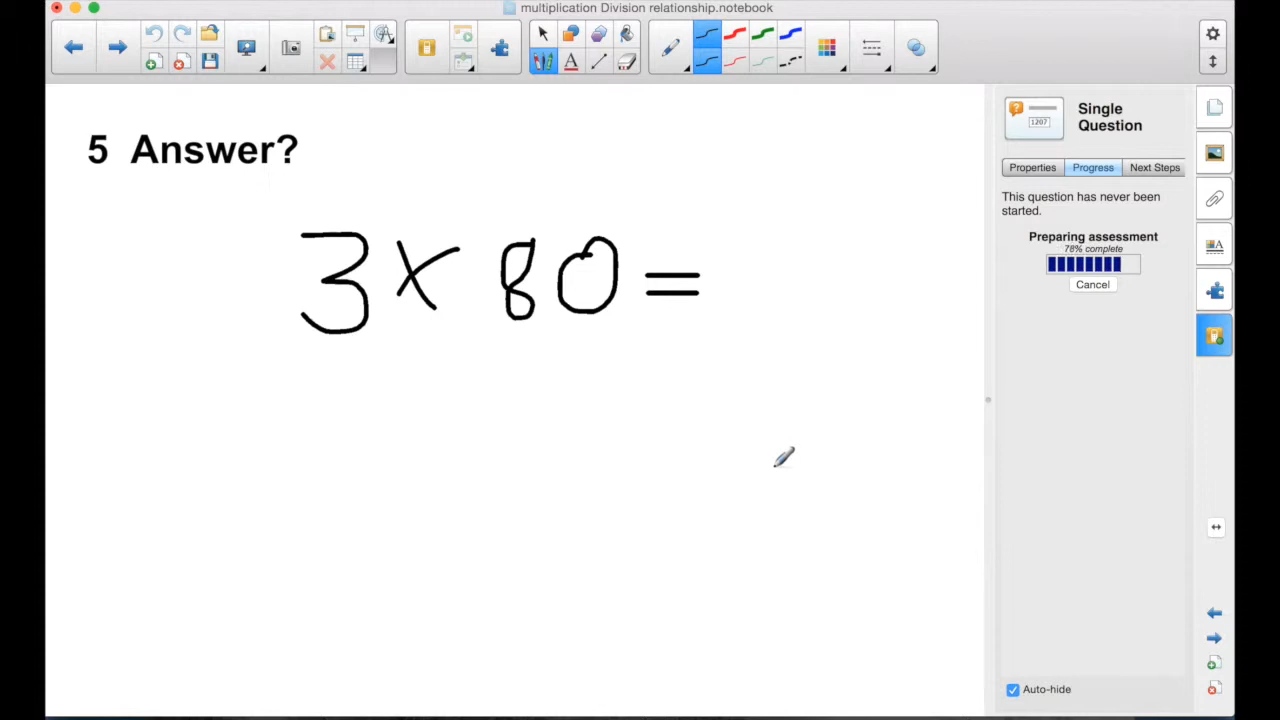 multiplication Division relationship.notebook
5 Answer?
3 x 80 =
1207
Single
Question
Properties Progress Next Steps
This question has never been
started.
Preparing assessment
78% complete
Cancel
Auto-hide